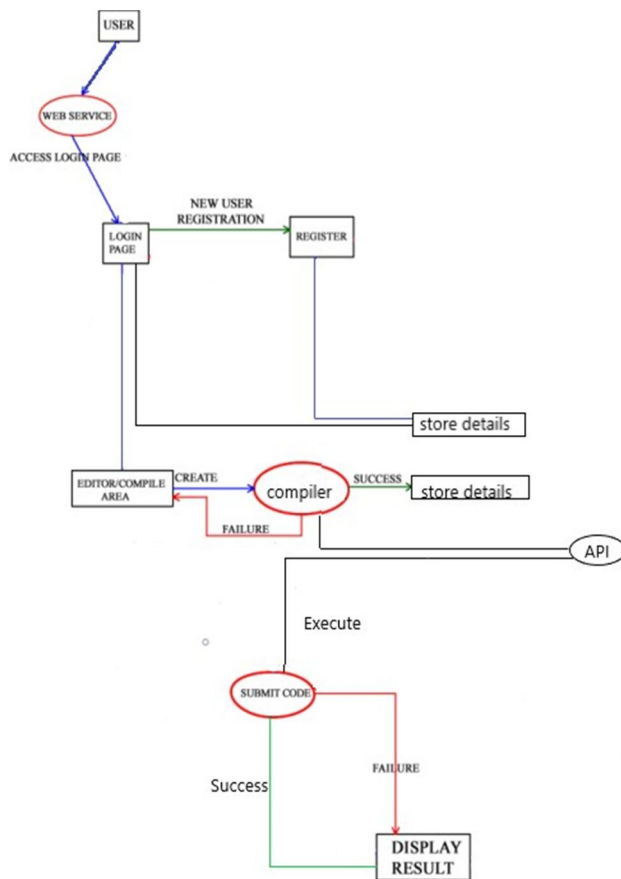 USER
WEB SERVICE
ACCESS LOGIN PAGE
NEW USER
REGISTRATION
LOGIN
PAGE
REGISTER
store details
EDITOR/COMPILE
AREA
CREATE
compiler
SUCCESS
store details
FAILURE
API
Execute
SUBMIT CODE
FAILURE
Success
DISPLAY
RESULT